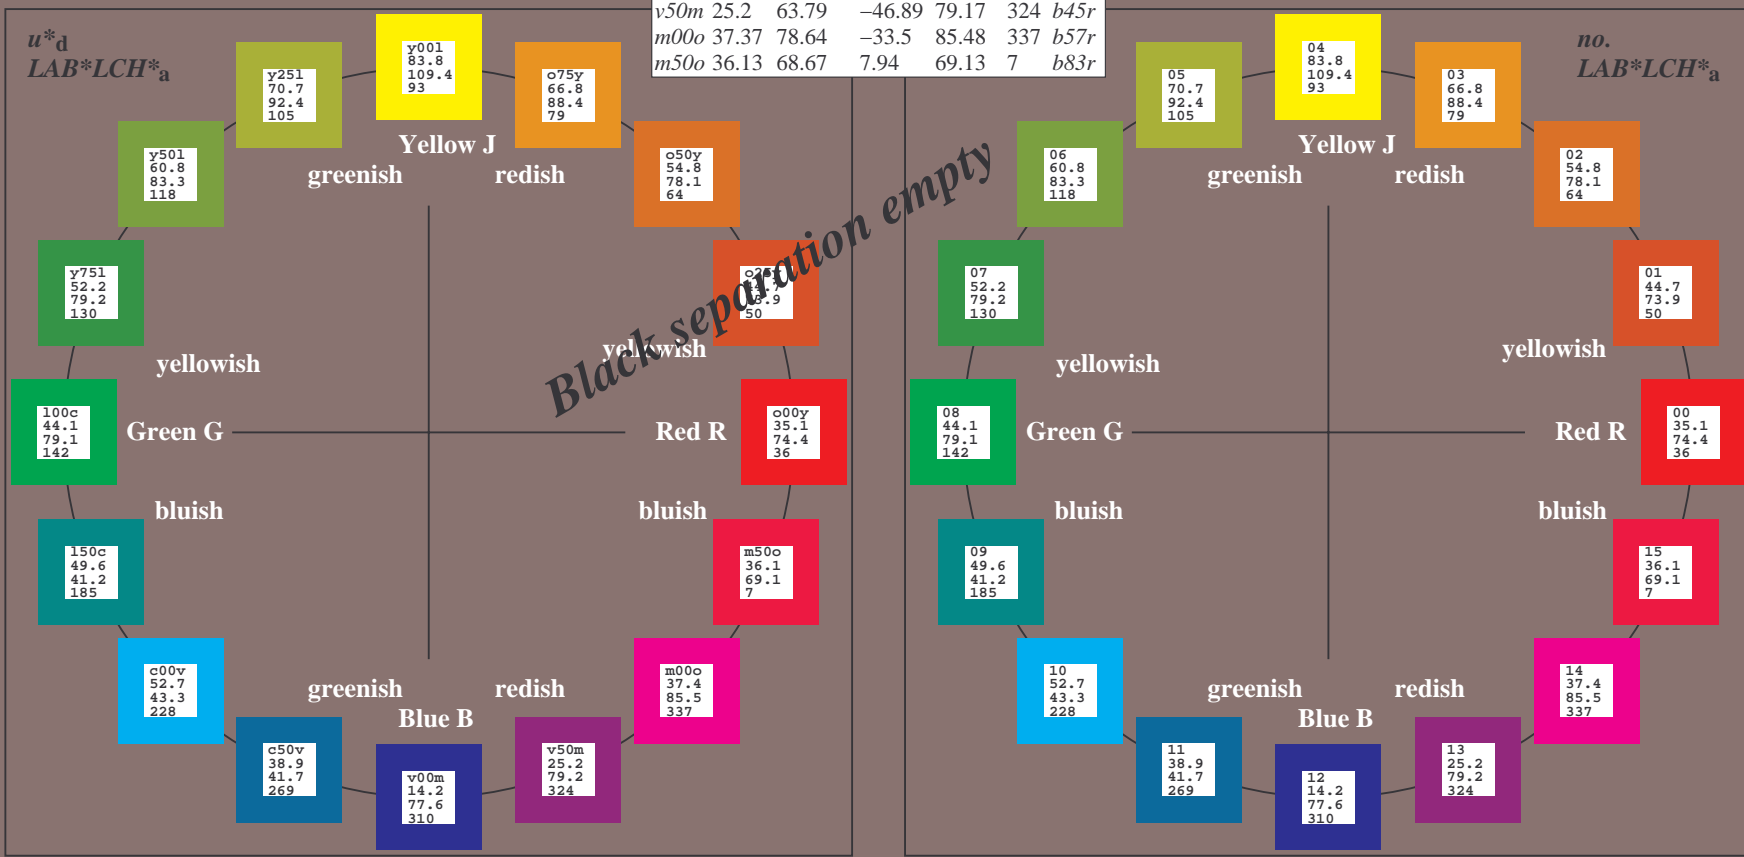 v50m 25.2 63.79 −46.89 79.17 324 b45r
m00o 37.37 78.64 −33.5 85.48 337 b57r
m50o 36.13 68.67 7.94 69.13 7 b83r
u*d
LAB*LCH*a
y00l
83.8
109.4
93
y25l
70.7
92.4
105
o75y
66.8
88.4
79
y50l
60.8
83.3
118
o50y
54.8
78.1
64
Yellow J
greenish redish
y75l
52.2
79.2
130
o25y
44.7
73.9
50
yellowish yellowish
l00c
44.1
79.1
142
Green G Red R
o00y
35.1
74.4
36
bluish bluish
l50c
49.6
41.2
185
m50o
36.1
69.1
7
c00v
52.7
43.3
228
m00o
37.4
85.5
337
greenish redish
Blue B
c50v
38.9
41.7
269
v00m
14.2
77.6
310
v50m
25.2
79.2
324
Black separation empty
no.
LAB*LCH*a
04
83.8
109.4
93
05
70.7
92.4
105
03
66.8
88.4
79
06
60.8
83.3
118
02
54.8
78.1
64
Yellow J
greenish redish
07
52.2
79.2
130
01
44.7
73.9
50
yellowish yellowish
08
44.1
79.1
142
Green G Red R
00
35.1
74.4
36
bluish bluish
09
49.6
41.2
185
15
36.1
69.1
7
10
52.7
43.3
228
14
37.4
85.5
337
greenish redish
Blue B
11
38.9
41.7
269
12
14.2
77.6
310
13
25.2
79.2
324